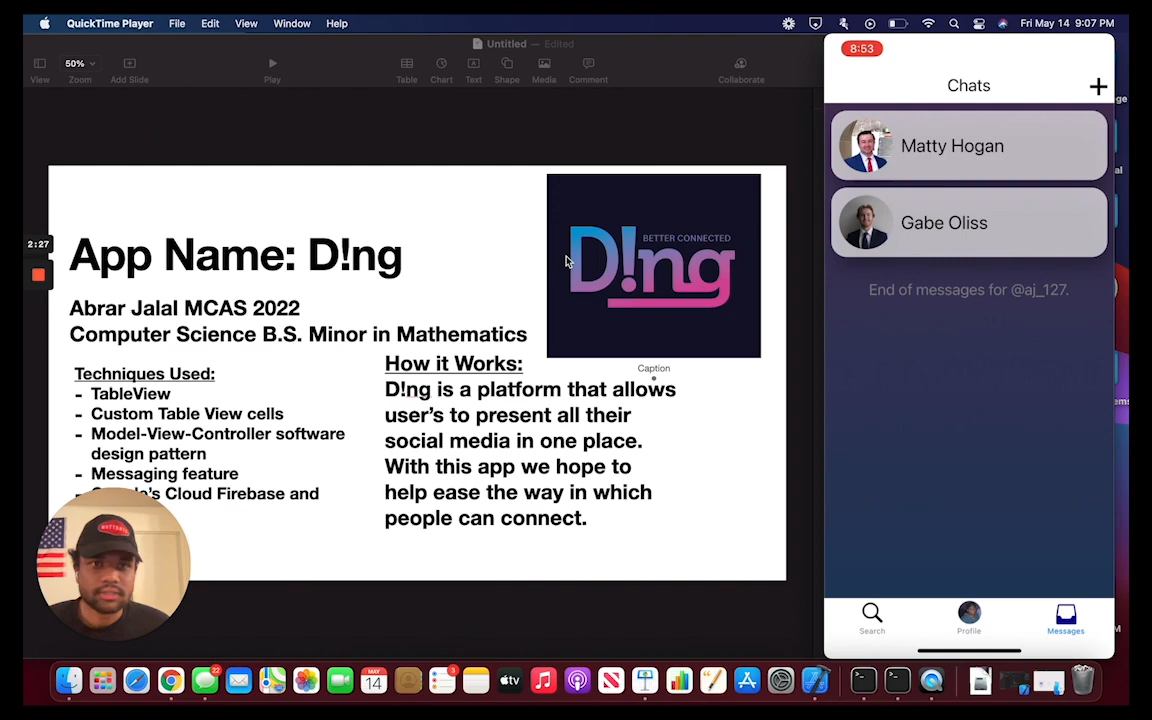 QuickTime Player File Edit View Window Help
Fri May 14 9:07 PM
Untitled — Edited
50%
View Zoom Add Slide Play Table Chart Text Shape Media Comment Collaborate
2:27
App Name: D!ng
Abrar Jalal MCAS 2022
Computer Science B.S. Minor in Mathematics
Techniques Used:
- TableView
- Custom Table View cells
- Model-View-Controller software
design pattern
- Messaging feature
Cloud Firebase and
BETTER CONNECTED
D!ng
Caption
How it Works:
D!ng is a platform that allows
user's to present all their
social media in one place.
With this app we hope to
help ease the way in which
people can connect.
8:53
Chats
Matty Hogan
Gabe Oliss
End of messages for @aj_127.
Search Profile Messages
22
MAY
14
3
tv